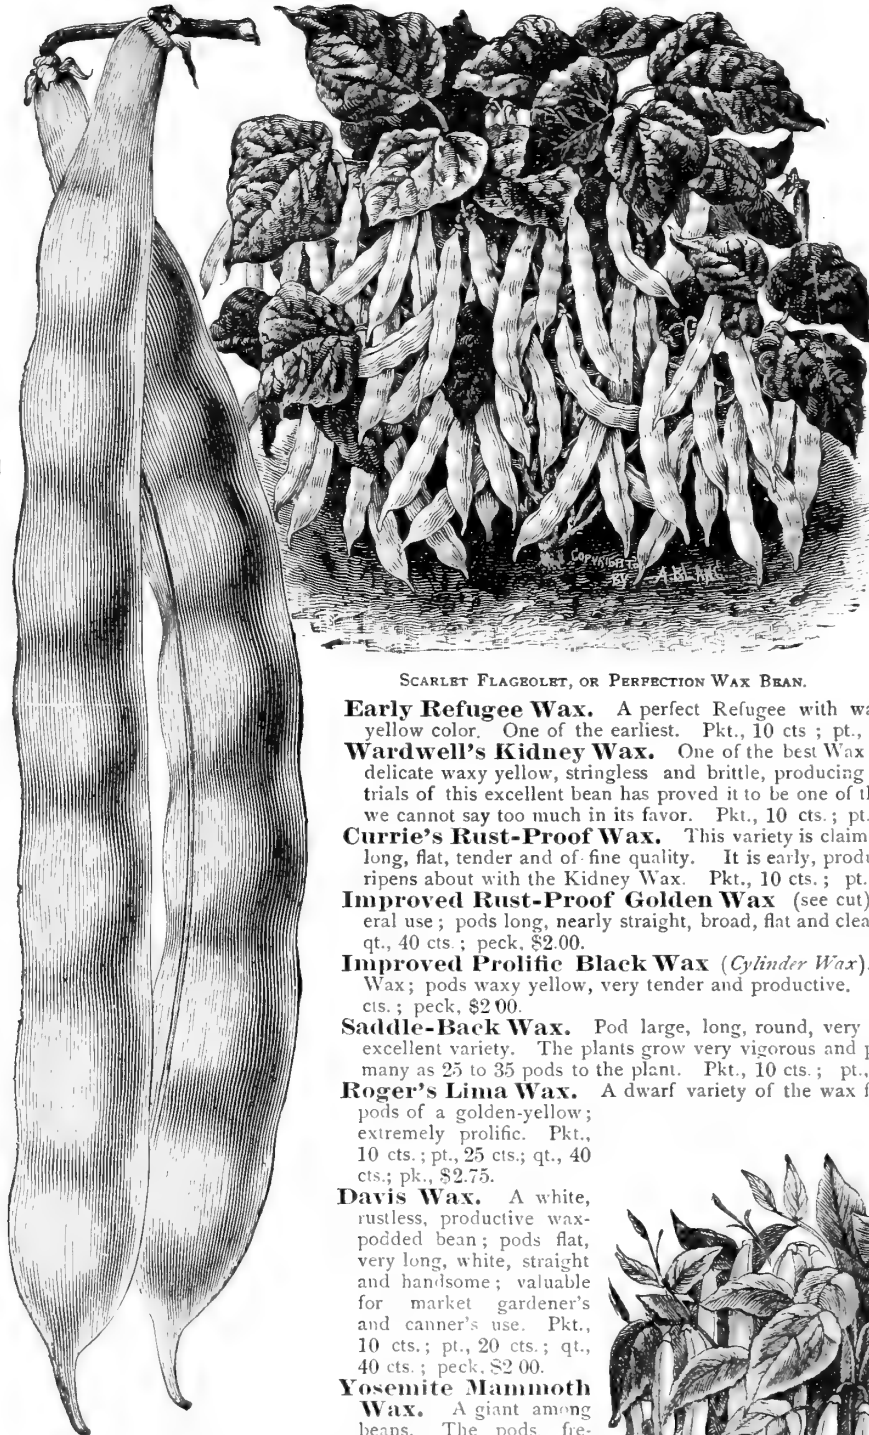 COPYRIGHTED
BY A. BLANC
SCARLET FLAGEOLET, OR PERFECTION WAX BEAN.
Early Refugee Wax. A perfect Refugee with wa
yellow color. One of the earliest. Pkt., 10 cts ; pt.,
Wardwell's Kidney Wax. One of the best Wax
delicate waxy yellow, stringless and brittle, producing
trials of this excellent bean has proved it to be one of th
we cannot say too much in its favor. Pkt., 10 cts. ; pt.
Currie's Rust-Proof Wax. This variety is claim
long, flat, tender and of fine quality. It is early, produ
ripens about with the Kidney Wax. Pkt., 10 cts. ; pt.
Improved Rust-Proof Golden Wax (see cut)
eral use ; pods long, nearly straight, broad, flat and clea
qt., 40 cts. ; peck, $2.00.
Improved Prolific Black Wax (Cylinder Wax).
Wax ; pods waxy yellow, very tender and productive.
cts. ; peck, $2 00.
Saddle-Back Wax. Pod large, long, round, very
excellent variety. The plants grow very vigorous and p
many as 25 to 35 pods to the plant. Pkt., 10 cts. ; pt.,
Roger's Lima Wax. A dwarf variety of the wax f
pods of a golden-yellow ;
extremely prolific. Pkt.,
10 cts. ; pt., 25 cts.; qt., 40
cts.; pk., $2.75.
Davis Wax. A white,
rustless, productive wax-
podded bean ; pods flat,
very long, white, straight
and handsome ; valuable
for market gardener's
and canner's use. Pkt.,
10 cts. ; pt., 20 cts. ; qt.,
40 cts. ; peck, $2 00.
Yosemite Mammoth
Wax. A giant among
beans. The pods fre-